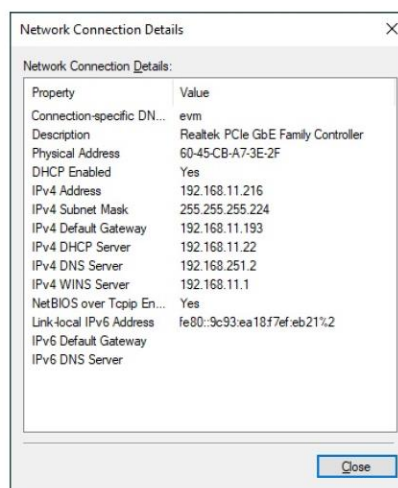 Network Connection Details
Network Connection Details:
Property Value
Connection-specific DN... evm
Description Realtek PCIe GbE Family Controller
Physical Address 60-45-CB-A7-3E-2F
DHCP Enabled Yes
IPv4 Address 192.168.11.216
IPv4 Subnet Mask 255.255.255.224
IPv4 Default Gateway 192.168.11.193
IPv4 DHCP Server 192.168.11.22
IPv4 DNS Server 192.168.251.2
IPv4 WINS Server 192.168.11.1
NetBIOS over Tcpip En... Yes
Link-local IPv6 Address fe80::9c93:ea18:f7ef:eb21%2
IPv6 Default Gateway
IPv6 DNS Server
Close